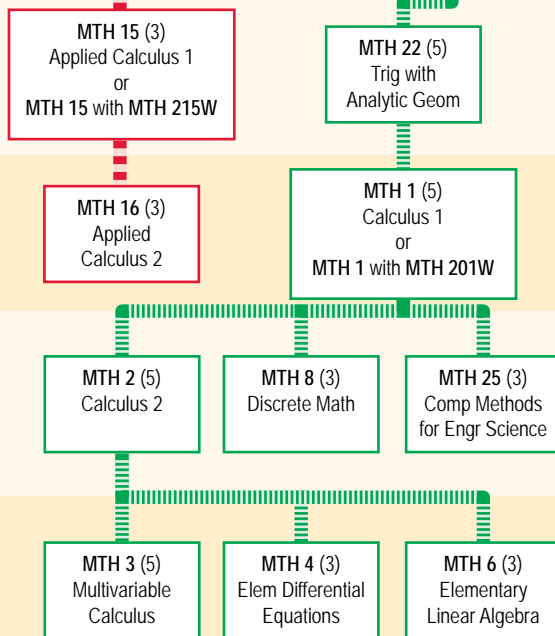 MTH 15 (3)
Applied Calculus 1
or
MTH 15 with MTH 215W
MTH 22 (5)
Trig with
Analytic Geom
MTH 16 (3)
Applied
Calculus 2
MTH 1 (5)
Calculus 1
or
MTH 1 with MTH 201W
MTH 2 (5)
Calculus 2
MTH 8 (3)
Discrete Math
MTH 25 (3)
Comp Methods
for Engr Science
MTH 3 (5)
Multivariable
Calculus
MTH 4 (3)
Elem Differential
Equations
MTH 6 (3)
Elementary
Linear Algebra